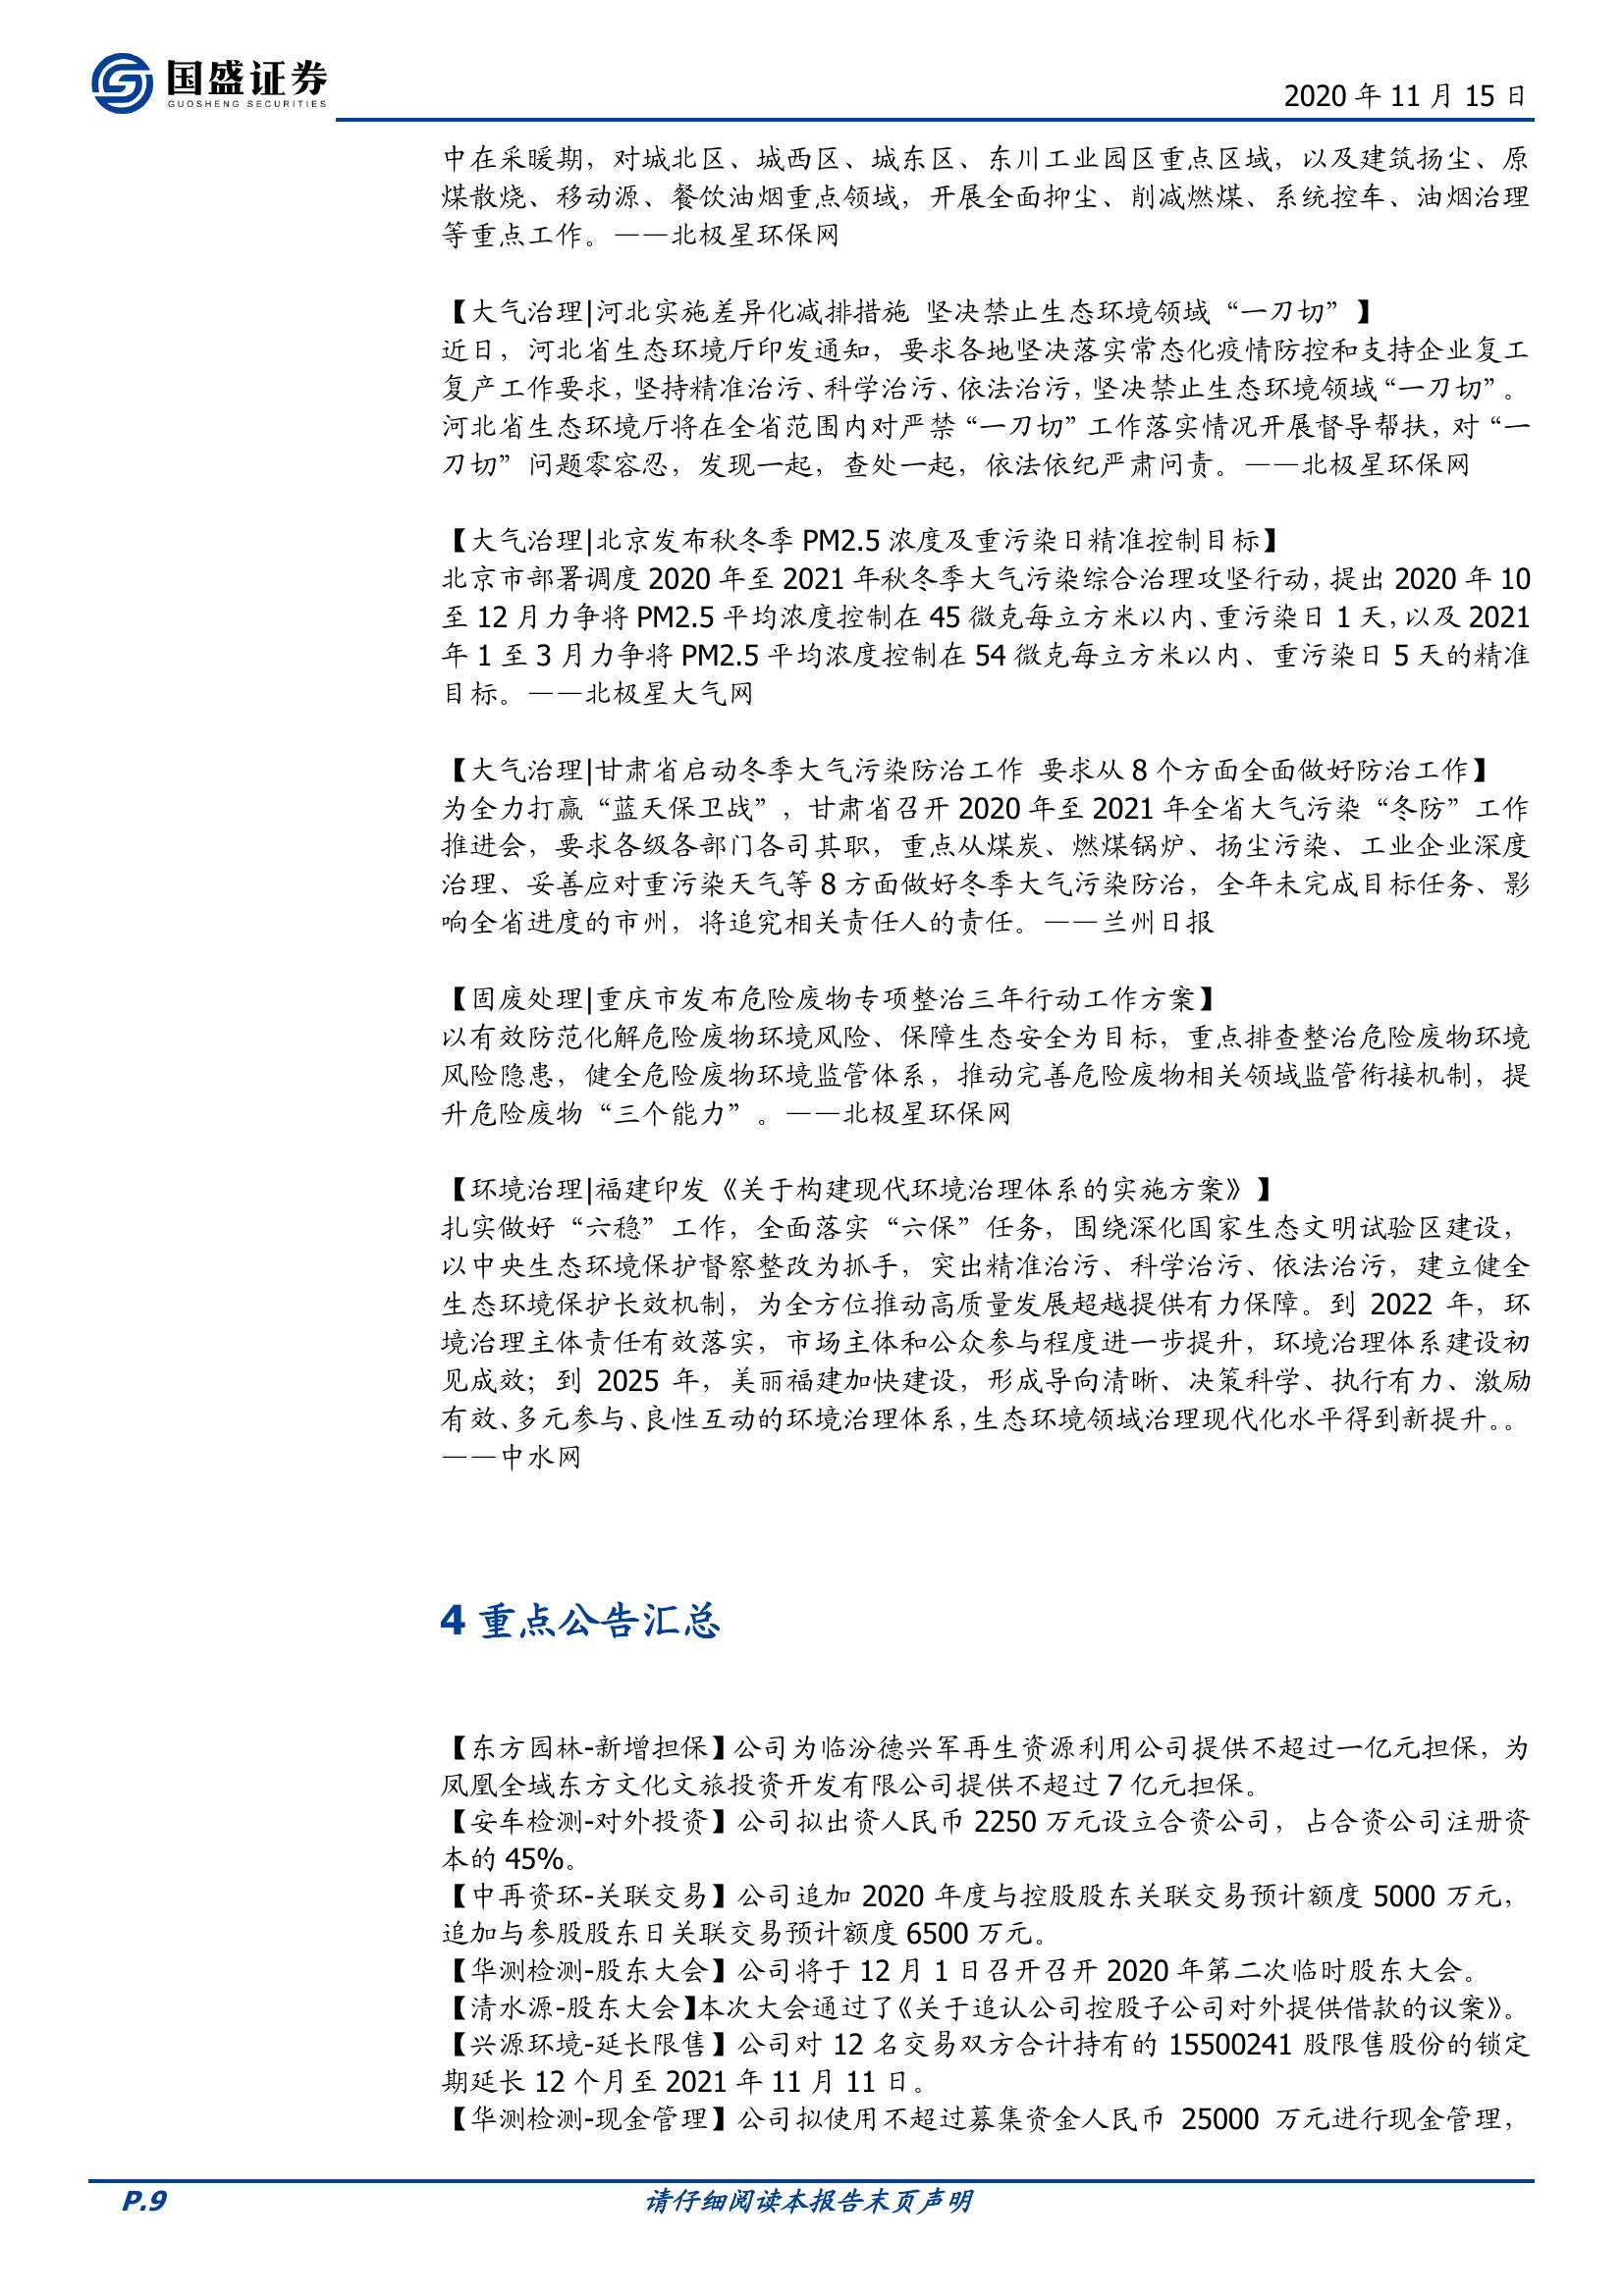 国盛证券
GUOSHENG SECURITIES
2020 年 11 月 15 日
中在采暖期，对城北区、城西区、城东区、东川工业园区重点区域，以及建筑扬尘、原
煤散烧、移动源、餐饮油烟重点领域，开展全面抑尘、削减燃煤、系统控车、油烟治理
等重点工作。——北极星环保网
【大气治理|河北实施差异化减排措施 坚决禁止生态环境领域“一刀切”】
近日，河北省生态环境厅印发通知，要求各地坚决落实常态化疫情防控和支持企业复工
复产工作要求，坚持精准治污、科学治污、依法治污，坚决禁止生态环境领域“一刀切”。
河北省生态环境厅将在全省范围内对严禁“一刀切”工作落实情况开展督导帮扶，对“一
刀切”问题零容忍，发现一起，查处一起，依法依纪严肃问责。——北极星环保网
【大气治理|北京发布秋冬季 PM2.5 浓度及重污染日精准控制目标】
北京市部署调度 2020 年至 2021 年秋冬季大气污染综合治理攻坚行动，提出 2020 年 10
至 12 月力争将 PM2.5 平均浓度控制在 45 微克每立方米以内、重污染日 1 天，以及 2021
年 1 至 3 月力争将 PM2.5 平均浓度控制在 54 微克每立方米以内、重污染日 5 天的精准
目标。——北极星大气网
【大气治理|甘肃省启动冬季大气污染防治工作 要求从 8 个方面全面做好防治工作】
为全力打赢“蓝天保卫战”，甘肃省召开 2020 年至 2021 年全省大气污染“冬防”工作
推进会，要求各级各部门各司其职，重点从煤炭、燃煤锅炉、扬尘污染、工业企业深度
治理、妥善应对重污染天气等 8 方面做好冬季大气污染防治，全年未完成目标任务、影
响全省进度的市州，将追究相关责任人的责任。——兰州日报
【固废处理|重庆市发布危险废物专项整治三年行动工作方案】
以有效防范化解危险废物环境风险、保障生态安全为目标，重点排查整治危险废物环境
风险隐患，健全危险废物环境监管体系，推动完善危险废物相关领域监管衔接机制，提
升危险废物“三个能力”。——北极星环保网
【环境治理|福建印发《关于构建现代环境治理体系的实施方案》】
扎实做好“六稳”工作，全面落实“六保”任务，围绕深化国家生态文明试验区建设，
以中央生态环境保护督察整改为抓手，突出精准治污、科学治污、依法治污，建立健全
生态环境保护长效机制，为全方位推动高质量发展超越提供有力保障。到 2022 年，环
境治理主体责任有效落实，市场主体和公众参与程度进一步提升，环境治理体系建设初
见成效；到 2025 年，美丽福建加快建设，形成导向清晰、决策科学、执行有力、激励
有效、多元参与、良性互动的环境治理体系，生态环境领域治理现代化水平得到新提升。。
——中水网
4 重点公告汇总
【东方园林-新增担保】公司为临汾德兴军再生资源利用公司提供不超过一亿元担保，为
凤凰全域东方文化文旅投资开发有限公司提供不超过 7 亿元担保。
【安车检测-对外投资】公司拟出资人民币 2250 万元设立合资公司，占合资公司注册资
本的 45%。
【中再资环-关联交易】公司追加 2020 年度与控股股东关联交易预计额度 5000 万元，
追加与参股股东日关联交易预计额度 6500 万元。
【华测检测-股东大会】公司将于 12 月 1 日召开召开 2020 年第二次临时股东大会。
【清水源-股东大会】本次大会通过了《关于追认公司控股子公司对外提供借款的议案》。
【兴源环境-延长限售】公司对 12 名交易双方合计持有的 15500241 股限售股份的锁定
期延长 12 个月至 2021 年 11 月 11 日。
【华测检测-现金管理】公司拟使用不超过募集资金人民币 25000 万元进行现金管理，
P.9
请仔细阅读本报告末页声明